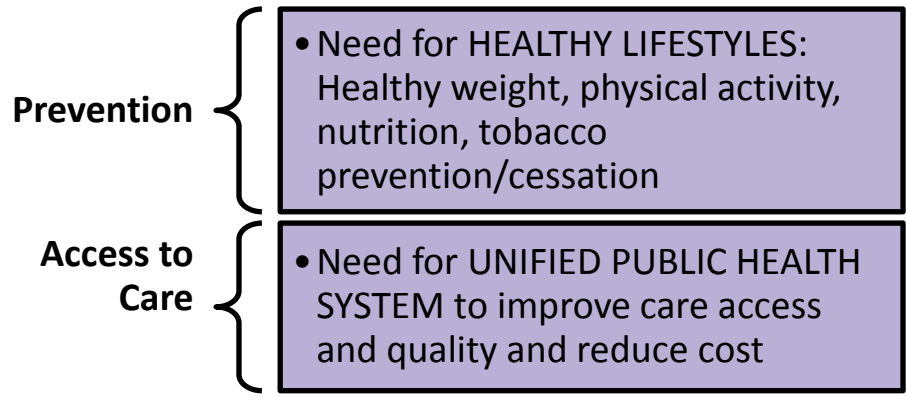 Prevention
• Need for HEALTHY LIFESTYLES:
Healthy weight, physical activity,
nutrition, tobacco
prevention/cessation
Access to
Care
• Need for UNIFIED PUBLIC HEALTH
SYSTEM to improve care access
and quality and reduce cost